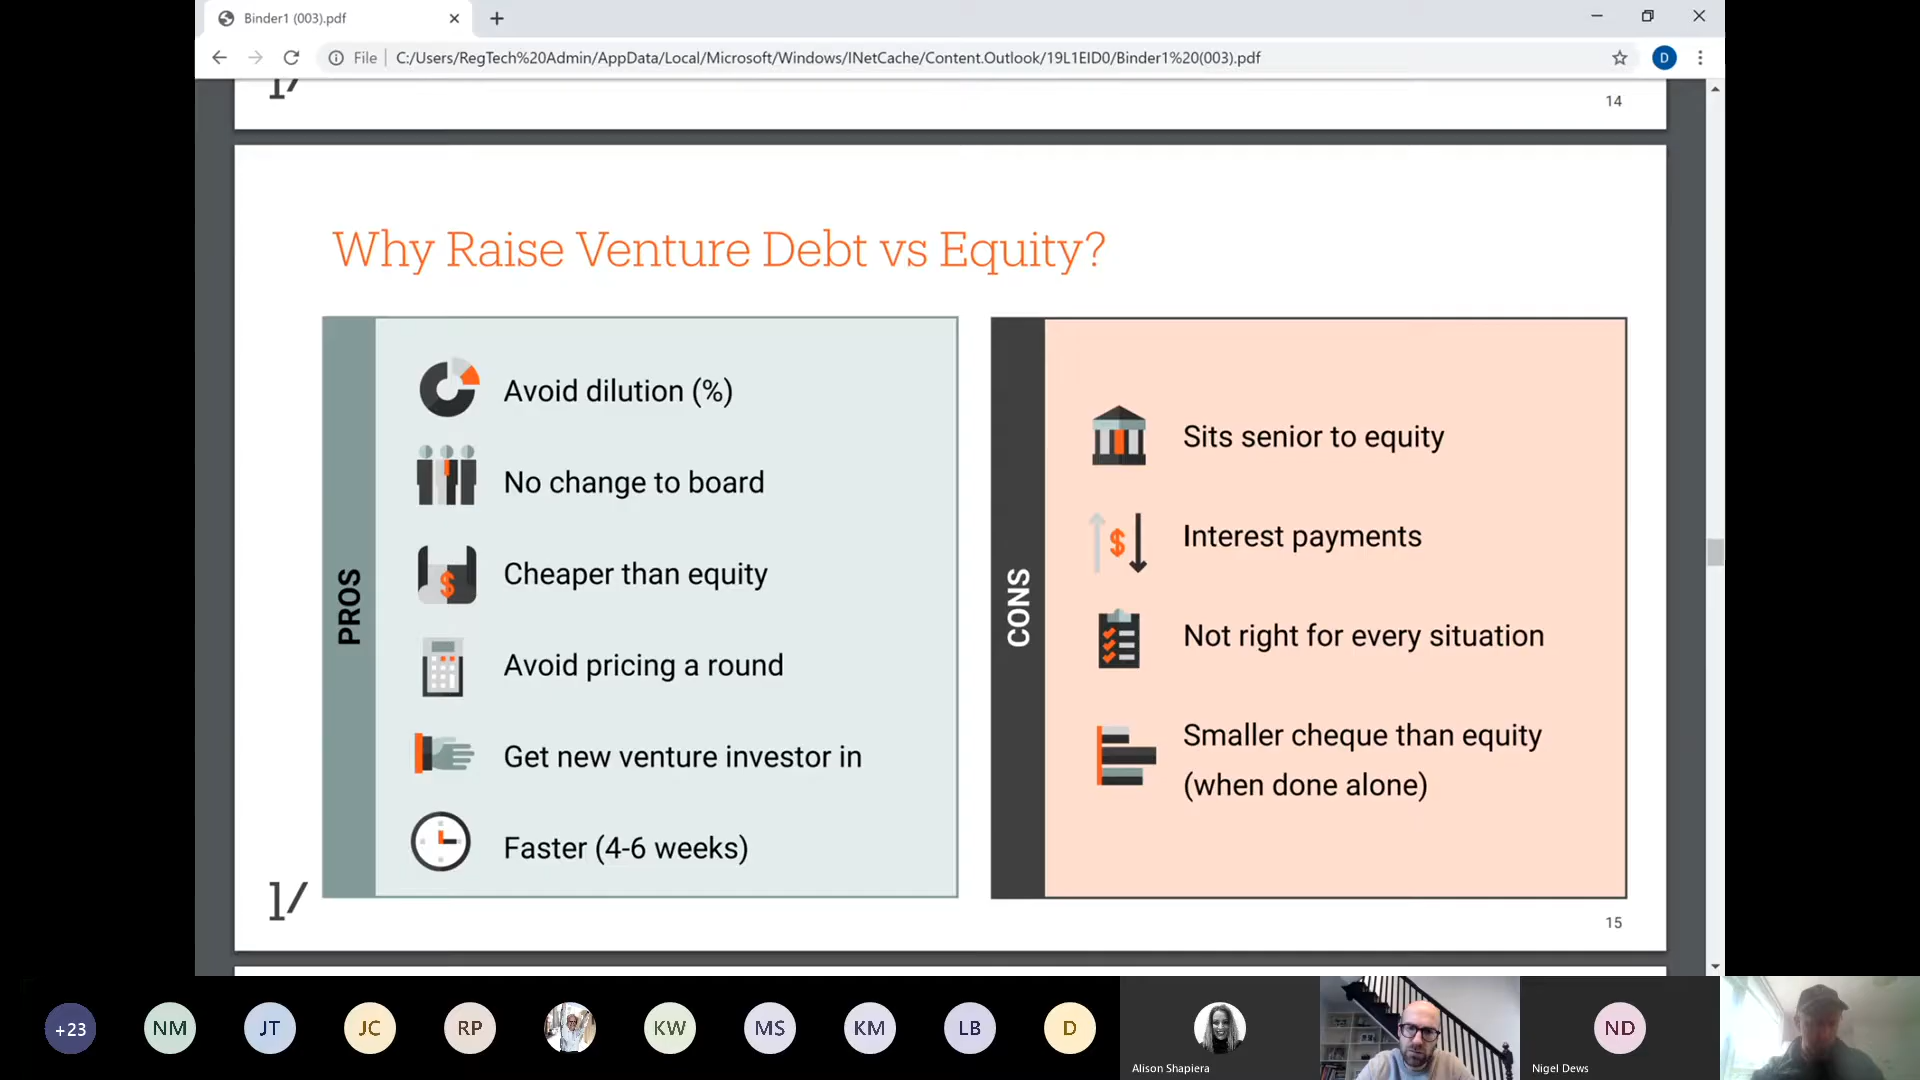 Binder1 (003).pdf
File
C:/Users/RegTech%20Admin/AppData/Local/Microsoft/Windows/INetCache/Content.Outlook/19L1EID0/Binder1%20(003).pdf
D
14
Why Raise Venture Debt vs Equity?
PROS
Avoid dilution (%)
No change to board
Cheaper than equity
Avoid pricing a round
Get new venture investor in
Faster (4-6 weeks)
CONS
Sits senior to equity
Interest payments
Not right for every situation
Smaller cheque than equity
(when done alone)
1/
15
+23
NM
JT
JC
RP
KW
MS
KM
LB
D
Alison Shapiera
ND
Nigel Dews